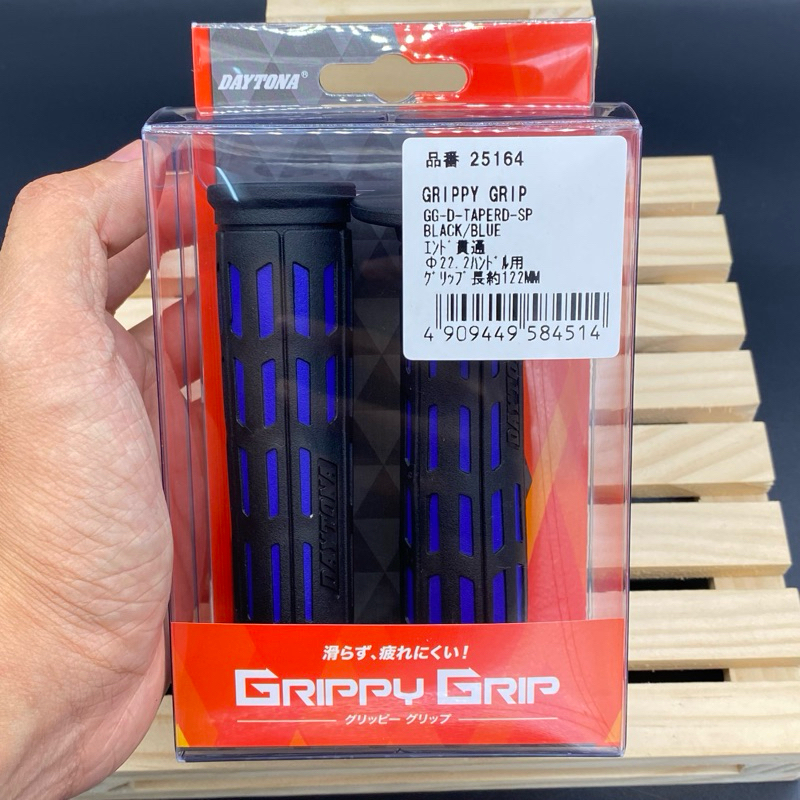 DAYTONA®
品番 25164
GRIPPY GRIP
GG-D-TAPERD-SP
BLACK/BLUE
ｴﾝﾄﾞ貫通
Φ22.2ﾊﾝﾄﾞﾙ用
ｸﾞﾘｯﾌﾟ長約122MM
4 909449 584514
DAYTONA
DAYTONA
滑らず、疲れにくい!
GRIPPY GRIP
グリッピー グリップ